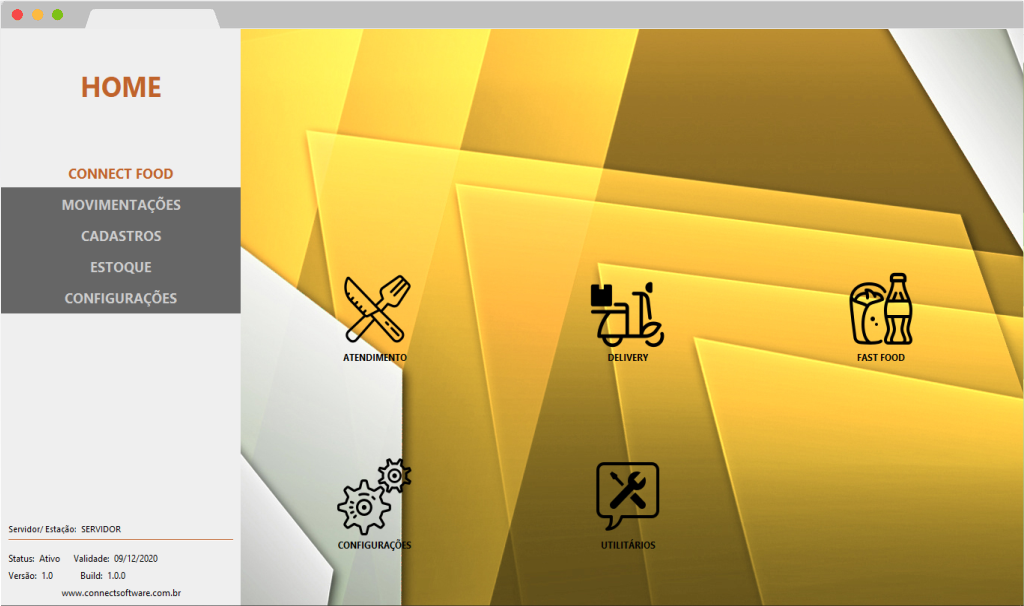 HOME
CONNECT FOOD
MOVIMENTAÇÕES
CADASTROS
ESTOQUE
CONFIGURAÇÕES
ATENDIMENTO
DELIVERY
FAST FOOD
CONFIGURAÇÕES
UTILITÁRIOS
Servidor/ Estação: SERVIDOR
Status: Ativo Validade: 09/12/2020
Versão: 1.0 Build: 1.0.0
www.connectsoftware.com.br